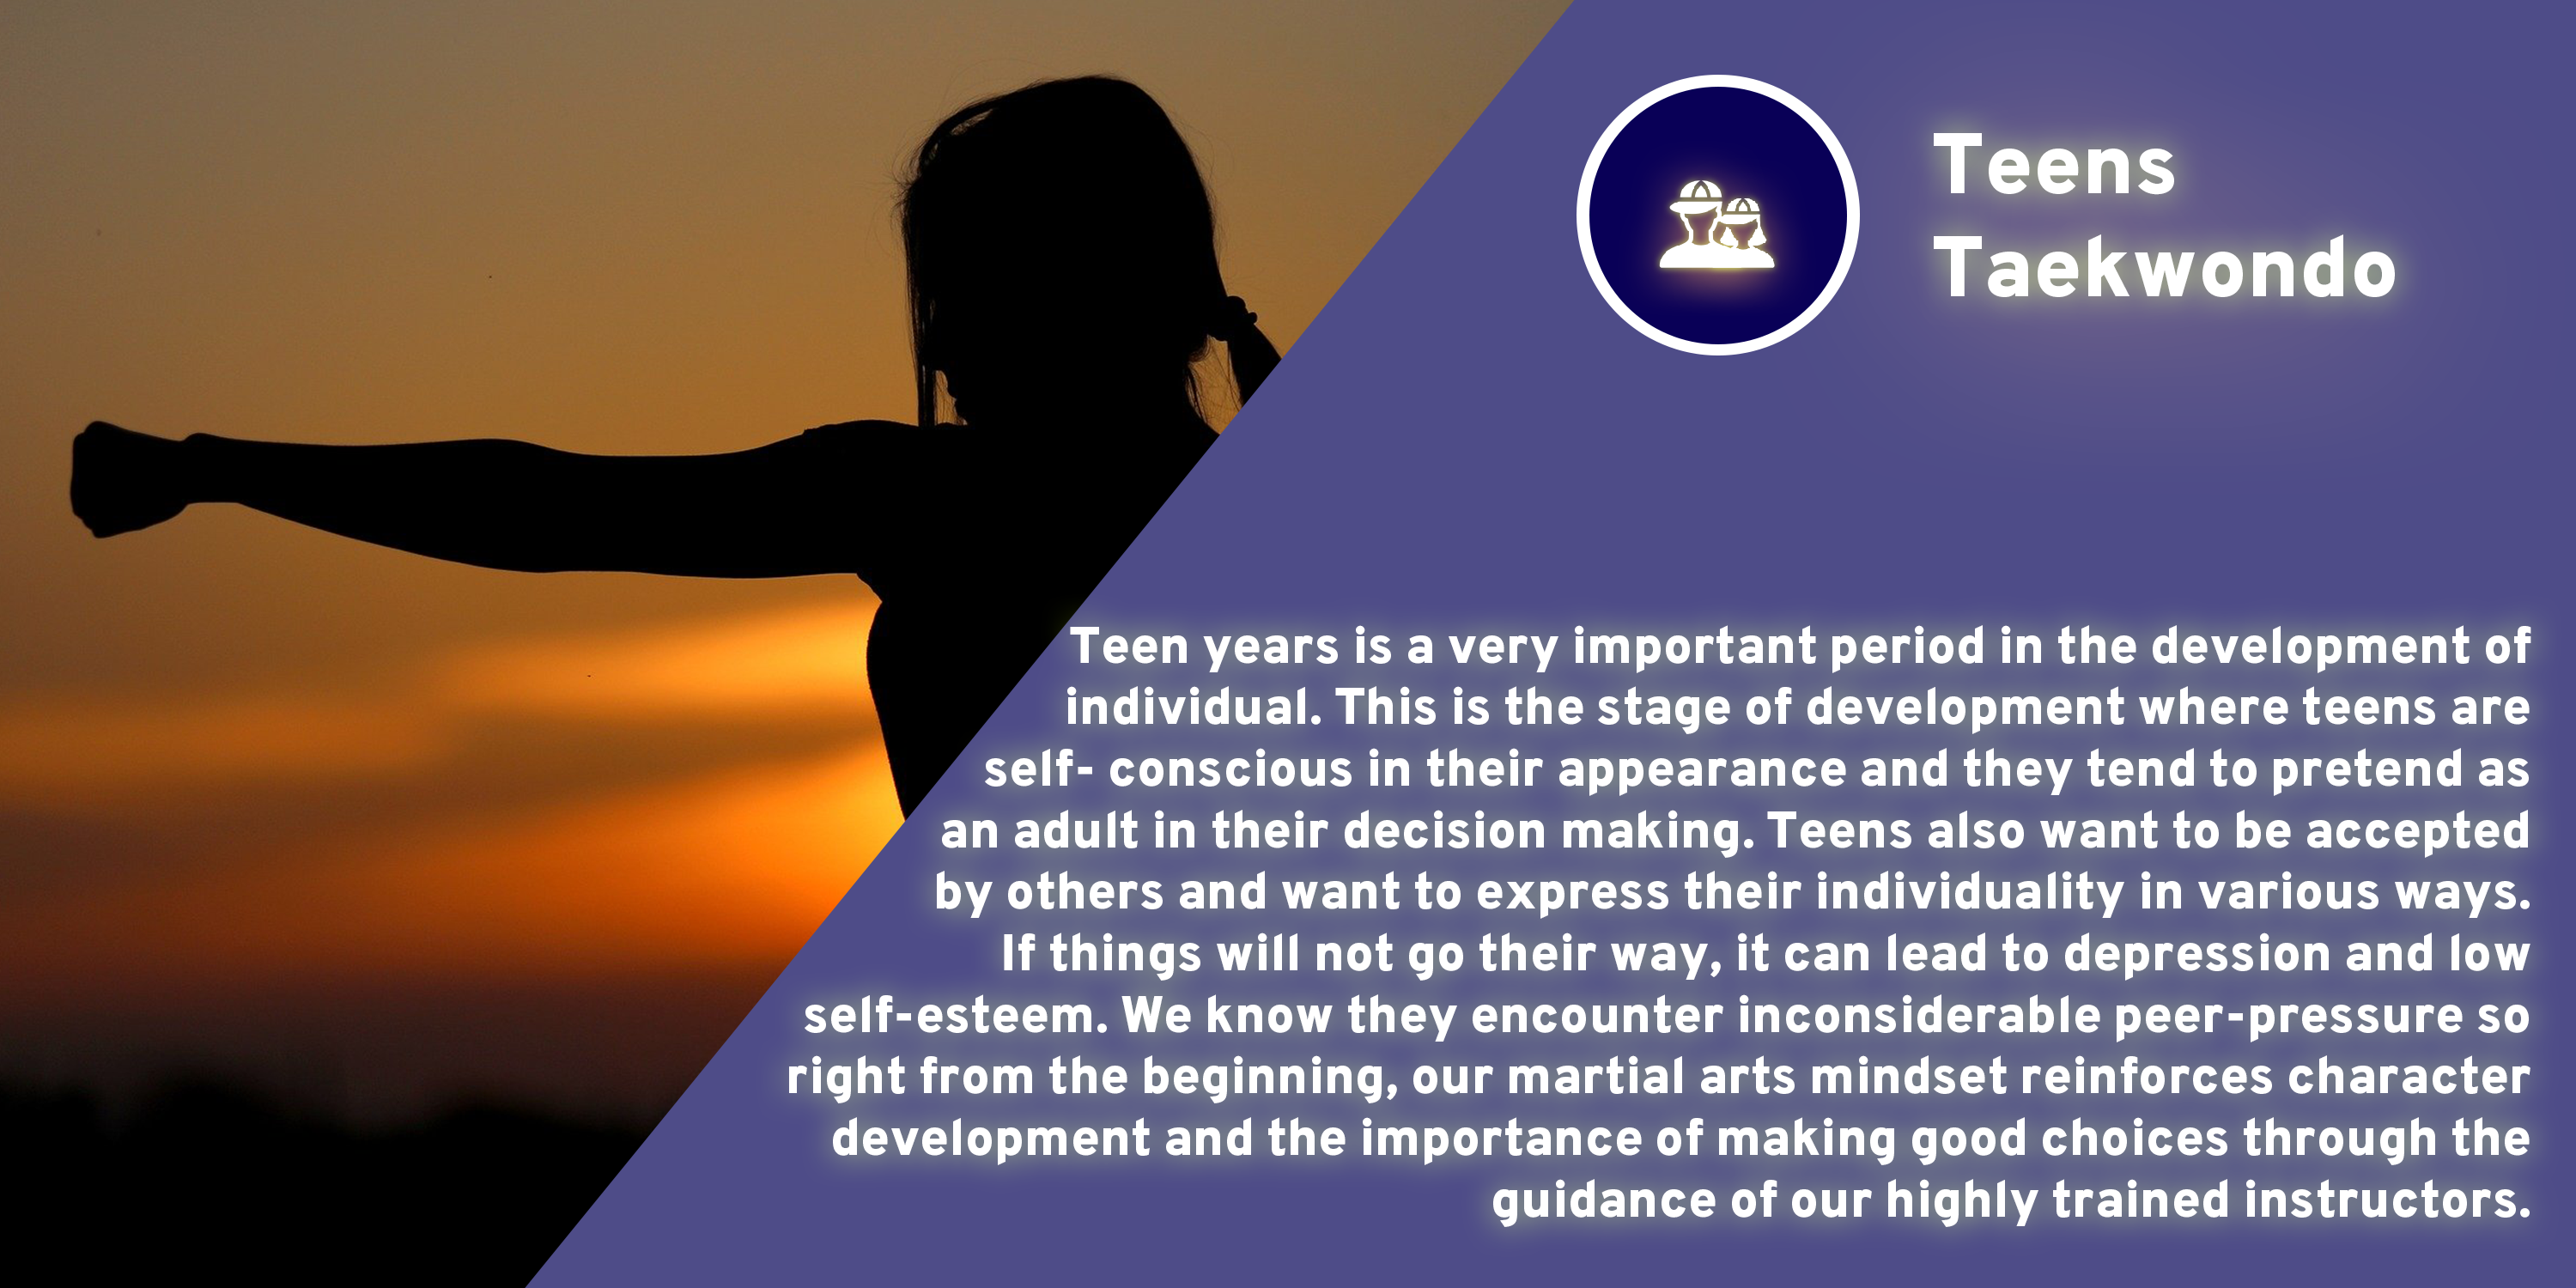 Teens
Taekwondo
Teen years is a very important period in the development of
individual. This is the stage of development where teens are
self- conscious in their appearance and they tend to pretend as
an adult in their decision making. Teens also want to be accepted
by others and want to express their individuality in various ways.
If things will not go their way, it can lead to depression and low
self-esteem. We know they encounter inconsiderable peer-pressure so
right from the beginning, our martial arts mindset reinforces character
development and the importance of making good choices through the
guidance of our highly trained instructors.